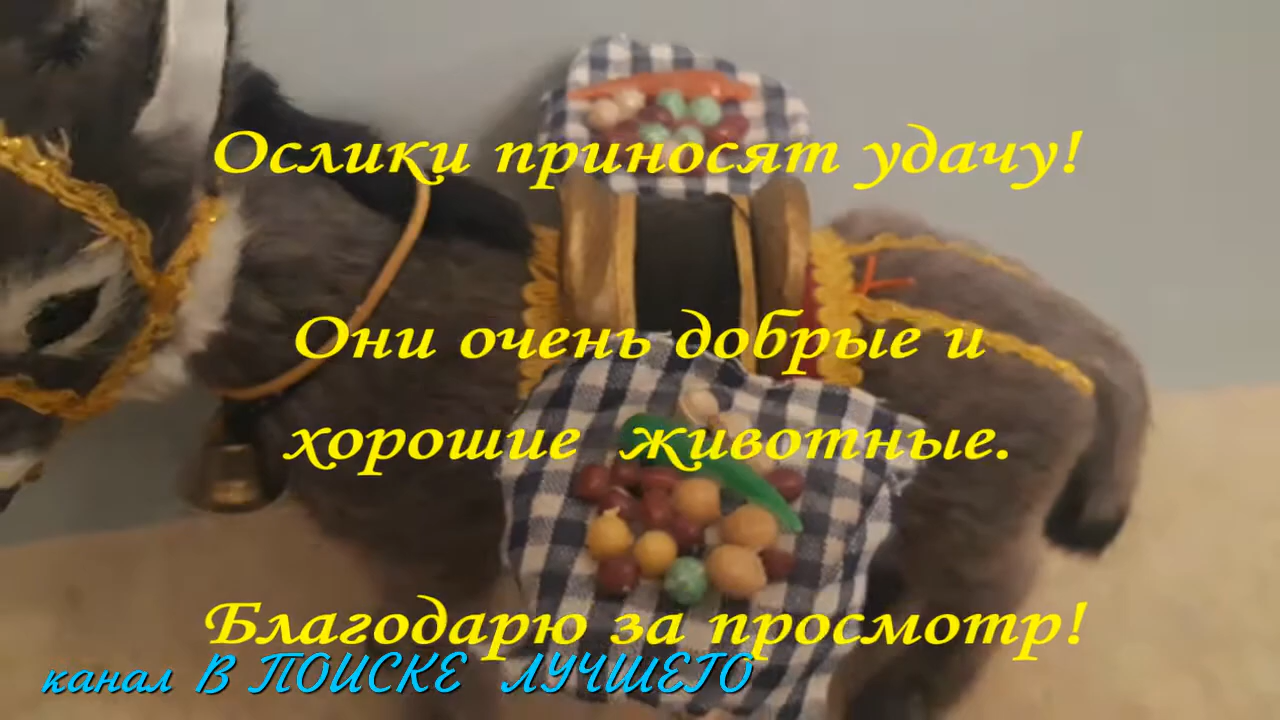 Ослики приносят удачу!
Они очень добрые и
хорошие животные.
Благодарю за просмотр!
канал В ПОИСКЕ ЛУЧШЕГО